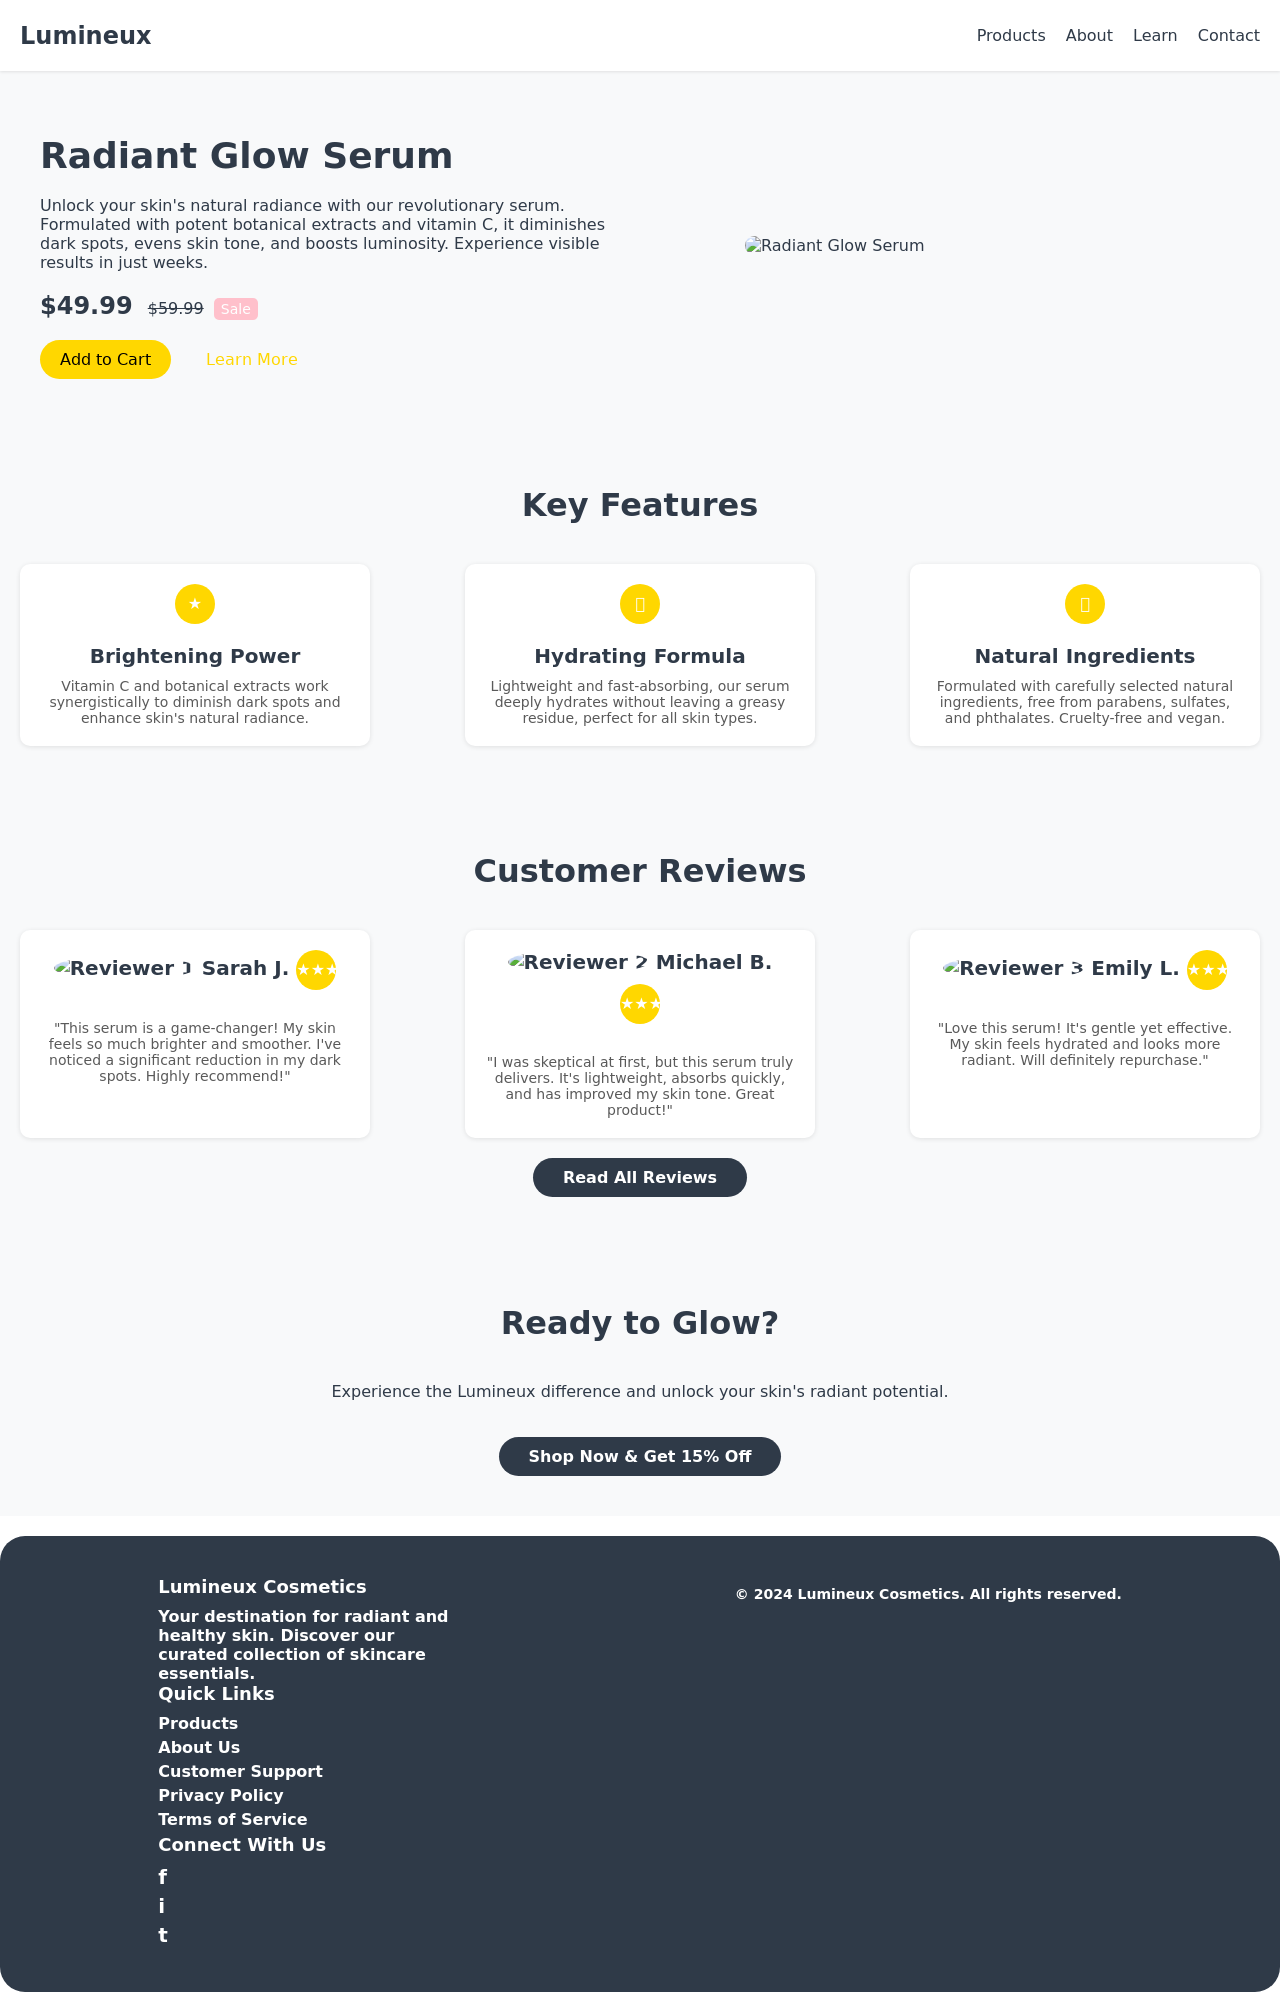 Lumineux
Products About Learn Contact
Radiant Glow Serum
Unlock your skin's natural radiance with our revolutionary serum.
Formulated with potent botanical extracts and vitamin C, it diminishes
dark spots, evens skin tone, and boosts luminosity. Experience visible
results in just weeks.
$49.99 $59.99 Sale
Add to Cart Learn More
Radiant Glow Serum
Key Features
★
Brightening Power
Vitamin C and botanical extracts work
synergistically to diminish dark spots and
enhance skin's natural radiance.
Hydrating Formula
Lightweight and fast-absorbing, our serum
deeply hydrates without leaving a greasy
residue, perfect for all skin types.
Natural Ingredients
Formulated with carefully selected natural
ingredients, free from parabens, sulfates,
and phthalates. Cruelty-free and vegan.
Customer Reviews
Reviewer Sarah J. ★★★
"This serum is a game-changer! My skin
feels so much brighter and smoother. I've
noticed a significant reduction in my dark
spots. Highly recommend!"
Reviewer 2 Michael B.
★★★
"I was skeptical at first, but this serum truly
delivers. It's lightweight, absorbs quickly,
and has improved my skin tone. Great
product!"
Reviewer 3 Emily L. ★★★
"Love this serum! It's gentle yet effective.
My skin feels hydrated and looks more
radiant. Will definitely repurchase."
Read All Reviews
Ready to Glow?
Experience the Lumineux difference and unlock your skin's radiant potential.
Shop Now & Get 15% Off
Lumineux Cosmetics
Your destination for radiant and
healthy skin. Discover our
curated collection of skincare
essentials.
Quick Links
Products
About Us
Customer Support
Privacy Policy
Terms of Service
Connect With Us
f
i
t
© 2024 Lumineux Cosmetics. All rights reserved.